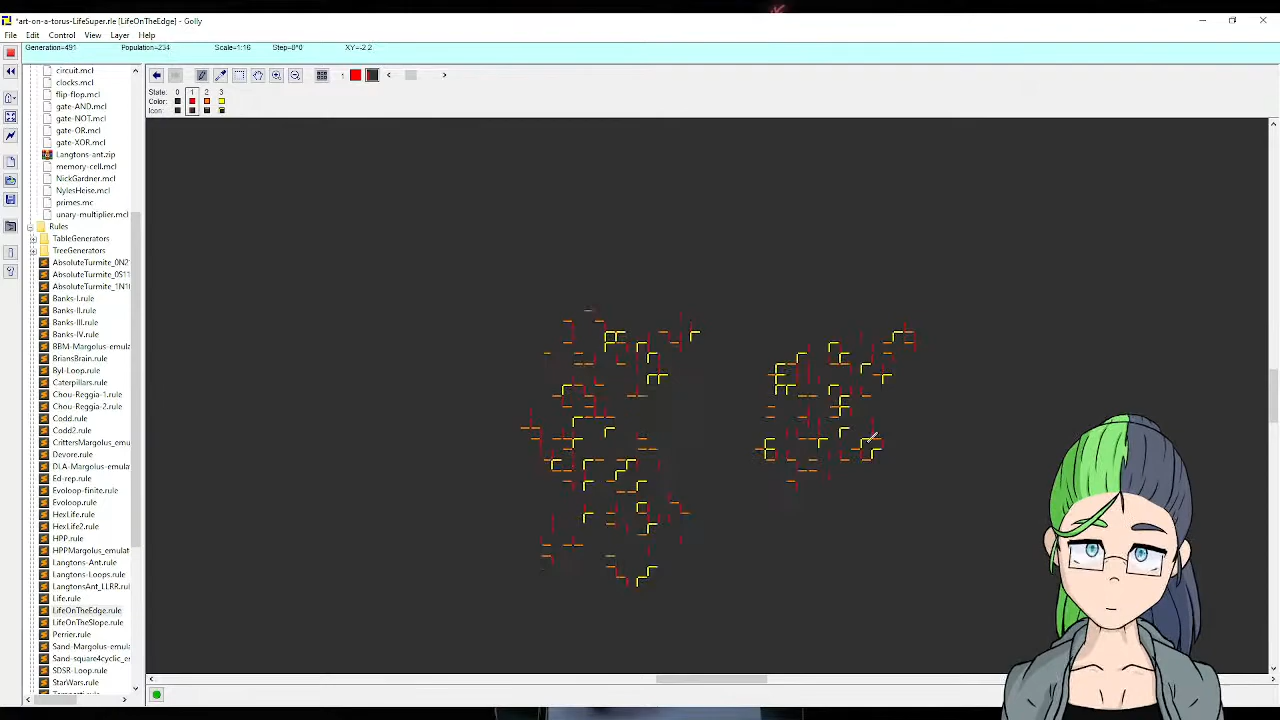 *art-on-a-torus-LifeSuper.rle [LifeOnTheEdge] - Golly
File Edit Control View Layer Help
Generation=491 Population=234 Scale=1:16 Step=8^0 XY=-2 2
State: 0 1 2 3
Color:
Icon:
circuit.mcl
clocks.mcl
flip-flop.mcl
gate-AND.mcl
gate-NOT.mcl
gate-OR.mcl
gate-XOR.mcl
Langtons-ant.zip
memory-cell.mcl
NickGardner.mcl
NylesHeise.mcl
primes.mc
unary-multiplier.mcl
Rules
TableGenerators
TreeGenerators
AbsoluteTurmite_0N2
AbsoluteTurmite_0S11
AbsoluteTurmite_1N1
Banks-I.rule
Banks-II.rule
Banks-III.rule
Banks-IV.rule
BBM-Margolus-emula
BriansBrain.rule
Byl-Loop.rule
Caterpillars.rule
Chou-Reggia-1.rule
Chou-Reggia-2.rule
Codd.rule
Codd2.rule
CrittersMargolus_emu
Devore.rule
DLA-Margolus-emulat
Ed-rep.rule
Evoloop-finite.rule
Evoloop.rule
HexLife.rule
HexLife2.rule
HPP.rule
HPPMargolus_emulat
Langtons-Ant.rule
Langtons-Loops.rule
LangtonsAnt_LLRR.rul
Life.rule
LifeOnTheEdge.rule
LifeOnTheSlope.rule
Perrier.rule
Sand-Margolus-emula
Sand-square4cyclic_e
SDSR-Loop.rule
StarWars.rule